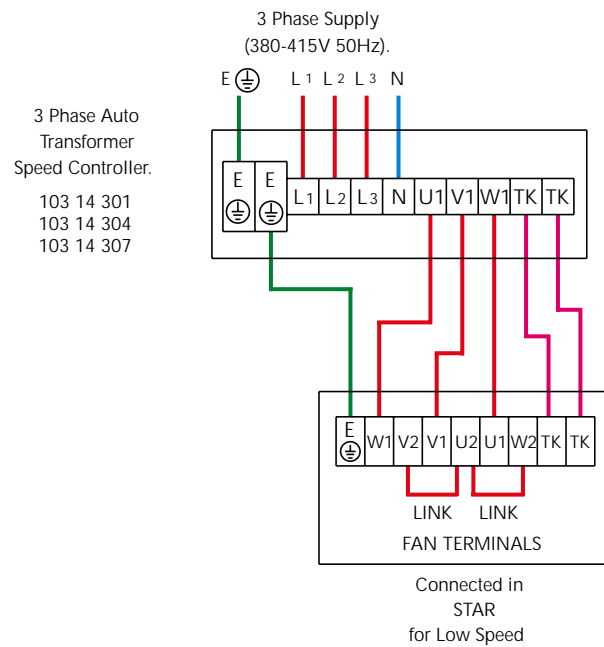 3 Phase Supply
(380-415V 50Hz).
E L1 L2 L3 N
3 Phase Auto
Transformer
Speed Controller.
103 14 301
103 14 304
103 14 307
E E L1 L2 L3 N U1 V1 W1 TK TK
E W1 V2 V1 U2 U1 W2 TK TK
LINK LINK
FAN TERMINALS
Connected in
STAR
for Low Speed